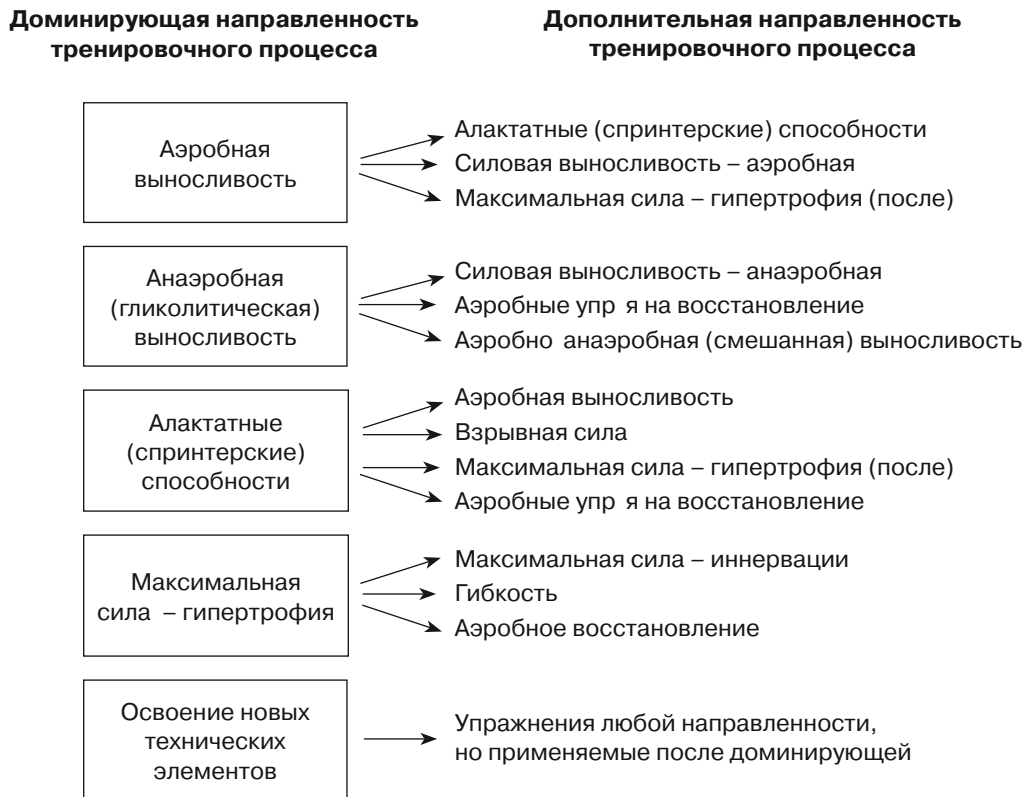 Доминирующая направленность
тренировочного процесса
Дополнительная направленность
тренировочного процесса
Аэробная
выносливость
Алактатные (спринтерские) способности
Силовая выносливость – аэробная
Максимальная сила – гипертрофия (после)
Анаэробная
(гликолитическая)
выносливость
Силовая выносливость – анаэробная
Аэробные упр я на восстановление
Аэробно анаэробная (смешанная) выносливость
Алактатные
(спринтерские)
способности
Аэробная выносливость
Взрывная сила
Максимальная сила – гипертрофия (после)
Аэробные упр я на восстановление
Максимальная
сила – гипертрофия
Максимальная сила – иннервации
Гибкость
Аэробное восстановление
Освоение новых
технических
элементов
Упражнения любой направленности,
но применяемые после доминирующей